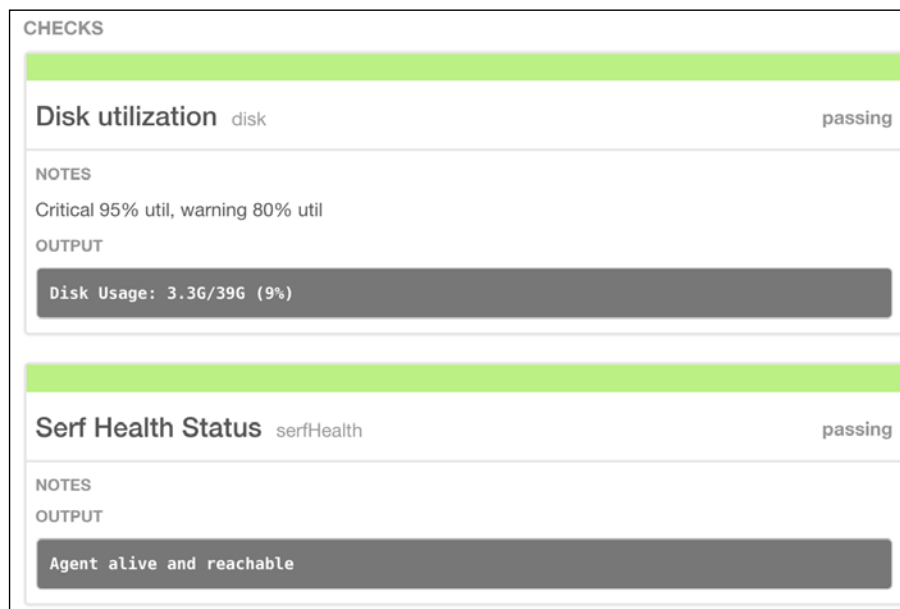 CHECKS
Disk utilization disk passing
NOTES
Critical 95% util, warning 80% util
OUTPUT
Disk Usage: 3.3G/39G (9%)
Serf Health Status serfHealth passing
NOTES
OUTPUT
Agent alive and reachable